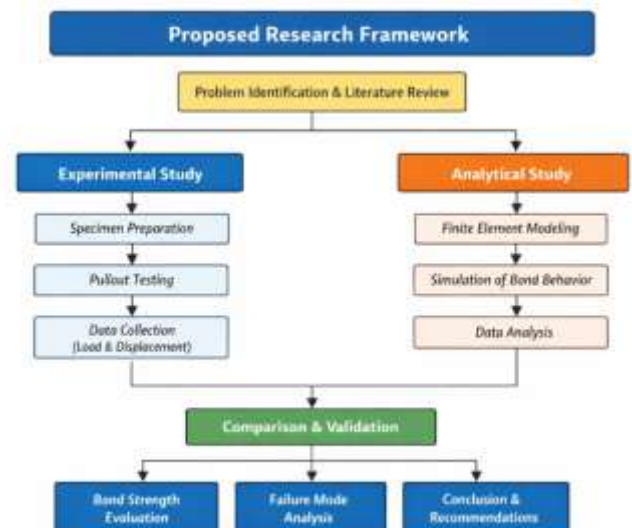 Proposed Research Framework
Problem Identification & Literature Review
Experimental Study
Analytical Study
Specimen Preparation
Finite Element Modeling
Pullout Testing
Simulation of Bond Behavior
Data Collection
(Load & Displacement)
Data Analysis
Comparison & Validation
Bond Strength
Evaluation
Failure Mode
Analysis
Conclusion &
Recommendations